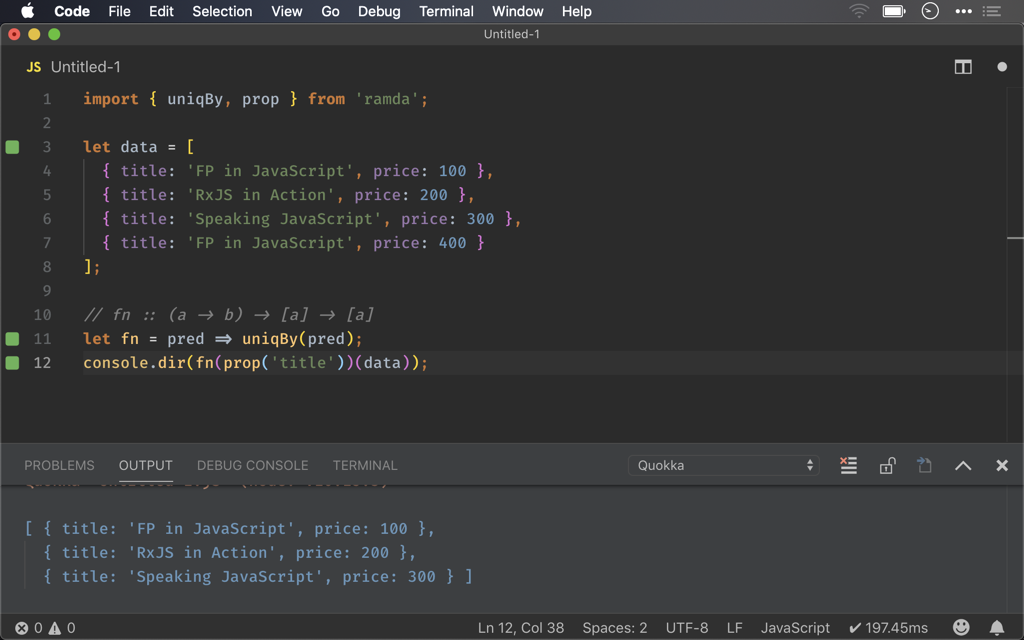 Code File Edit Selection View Go Debug Terminal Window Help
Untitled-1
JS Untitled-1
1 import { uniqBy, prop } from 'ramda';
2
3 let data = [
4 { title: 'FP in JavaScript', price: 100 },
5 { title: 'RxJS in Action', price: 200 },
6 { title: 'Speaking JavaScript', price: 300 },
7 { title: 'FP in JavaScript', price: 400 }
8 ];
9
10 // fn :: (a → b) → [a] → [a]
11 let fn = pred ⇒ uniqBy(pred);
12 console.dir(fn(prop('title'))(data));
PROBLEMS OUTPUT DEBUG CONSOLE TERMINAL Quokka
[ { title: 'FP in JavaScript', price: 100 },
{ title: 'RxJS in Action', price: 200 },
{ title: 'Speaking JavaScript', price: 300 } ]
0 0 Ln 12, Col 38 Spaces: 2 UTF-8 LF JavaScript ✔ 197.45ms